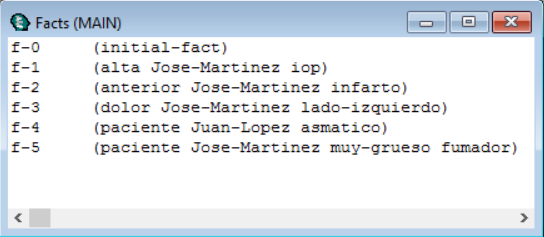 Facts (MAIN)
f-0 (initial-fact)
f-1 (alta Jose-Martinez iop)
f-2 (anterior Jose-Martinez infarto)
f-3 (dolor Jose-Martinez lado-izquierdo)
f-4 (paciente Juan-Lopez asmatico)
f-5 (paciente Jose-Martinez muy-grueso fumador)